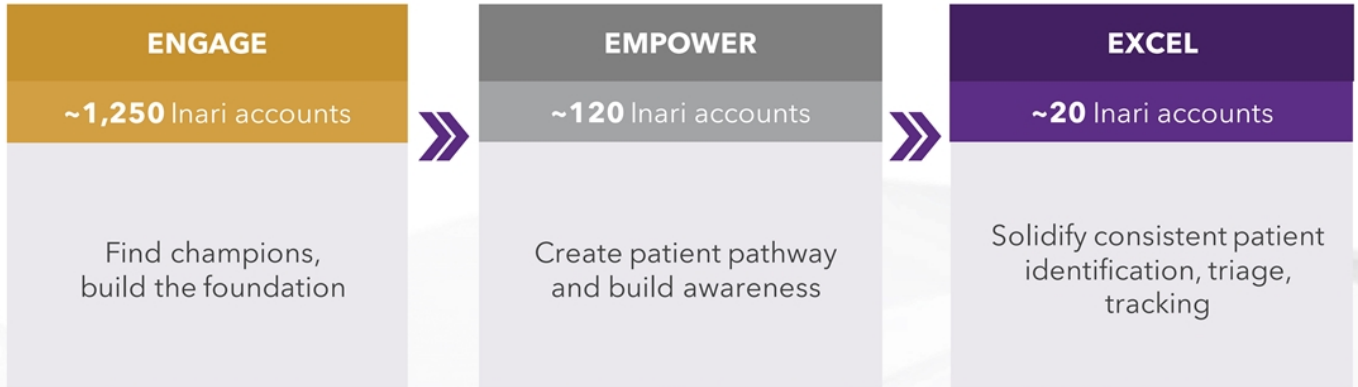 ENGAGE
~1,250 Inari accounts
Find champions,
build the foundation
EMPOWER
~120 Inari accounts
Create patient pathway
and build awareness
EXCEL
~20 Inari accounts
Solidify consistent patient
identification, triage,
tracking